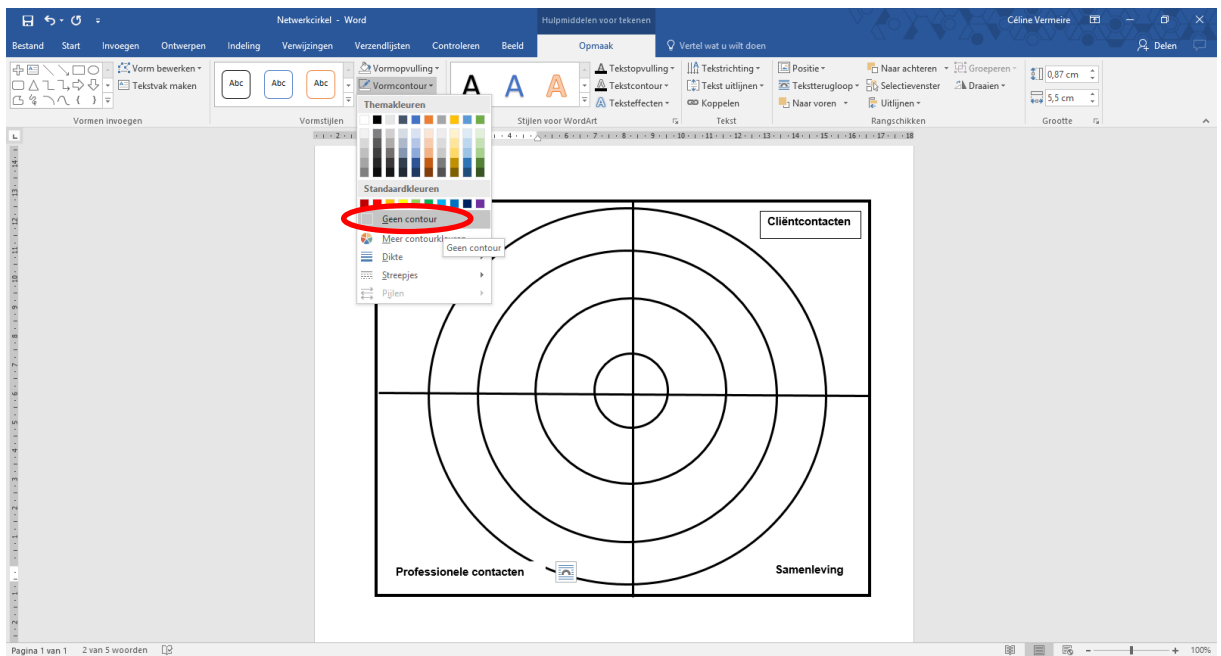 Netwerkcirkel - Word
Hulpmiddelen voor tekenen
Céline Vermeire
Bestand Start Invoegen Ontwerpen Indeling Verwijzingen Verzendlijsten Controleren Beeld Opmaak Vertel wat u wilt doen Delen
Vorm bewerken
Tekstvak maken
Vormen invoegen
Abc Abc Abc
Vormstijlen
Vormopvulling
Vormcontour
A A A
Tekstopvulling
Tekstcontour
Teksteffecten
Stijlen voor WordArt
Tekstrichting
Tekst uitlijnen
Koppelen
Tekst
Positie
Tekstterugloop
Naar voren
Naar achteren
Selectievenster
Uitlijnen
Groeperen
Draaien
Rangschikken
0,87 cm
5,5 cm
Grootte
Themakleuren
Standaardkleuren
Geen contour
Geen contour
Dikte
Streepjes
Pijlen
Cliëntcontacten
Professionele contacten
Samenleving
Pagina 1 van 1 2 van 5 woorden
100%